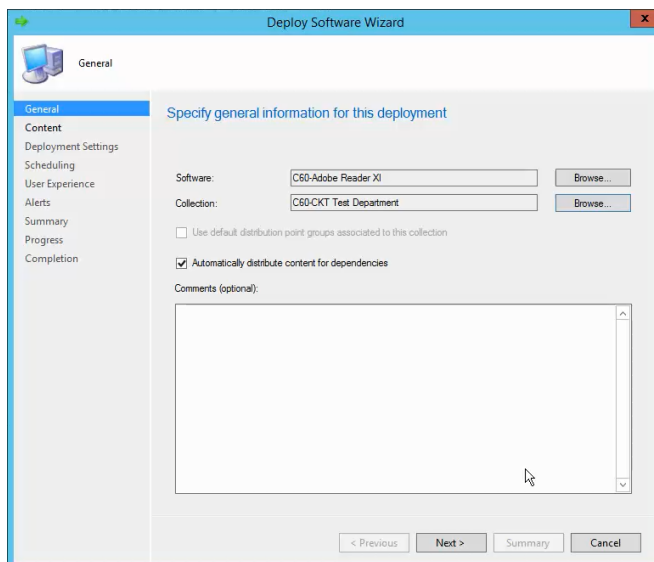 Deploy Software Wizard
x
General
General
Content
Deployment Settings
Scheduling
User Experience
Alerts
Summary
Progress
Completion
Specify general information for this deployment
Software: C60-Adobe Reader XI Browse...
Collection: C60-CKT Test Department Browse...
Use default distribution point groups associated to this collection
Automatically distribute content for dependencies
Comments (optional):
< Previous Next > Summary Cancel